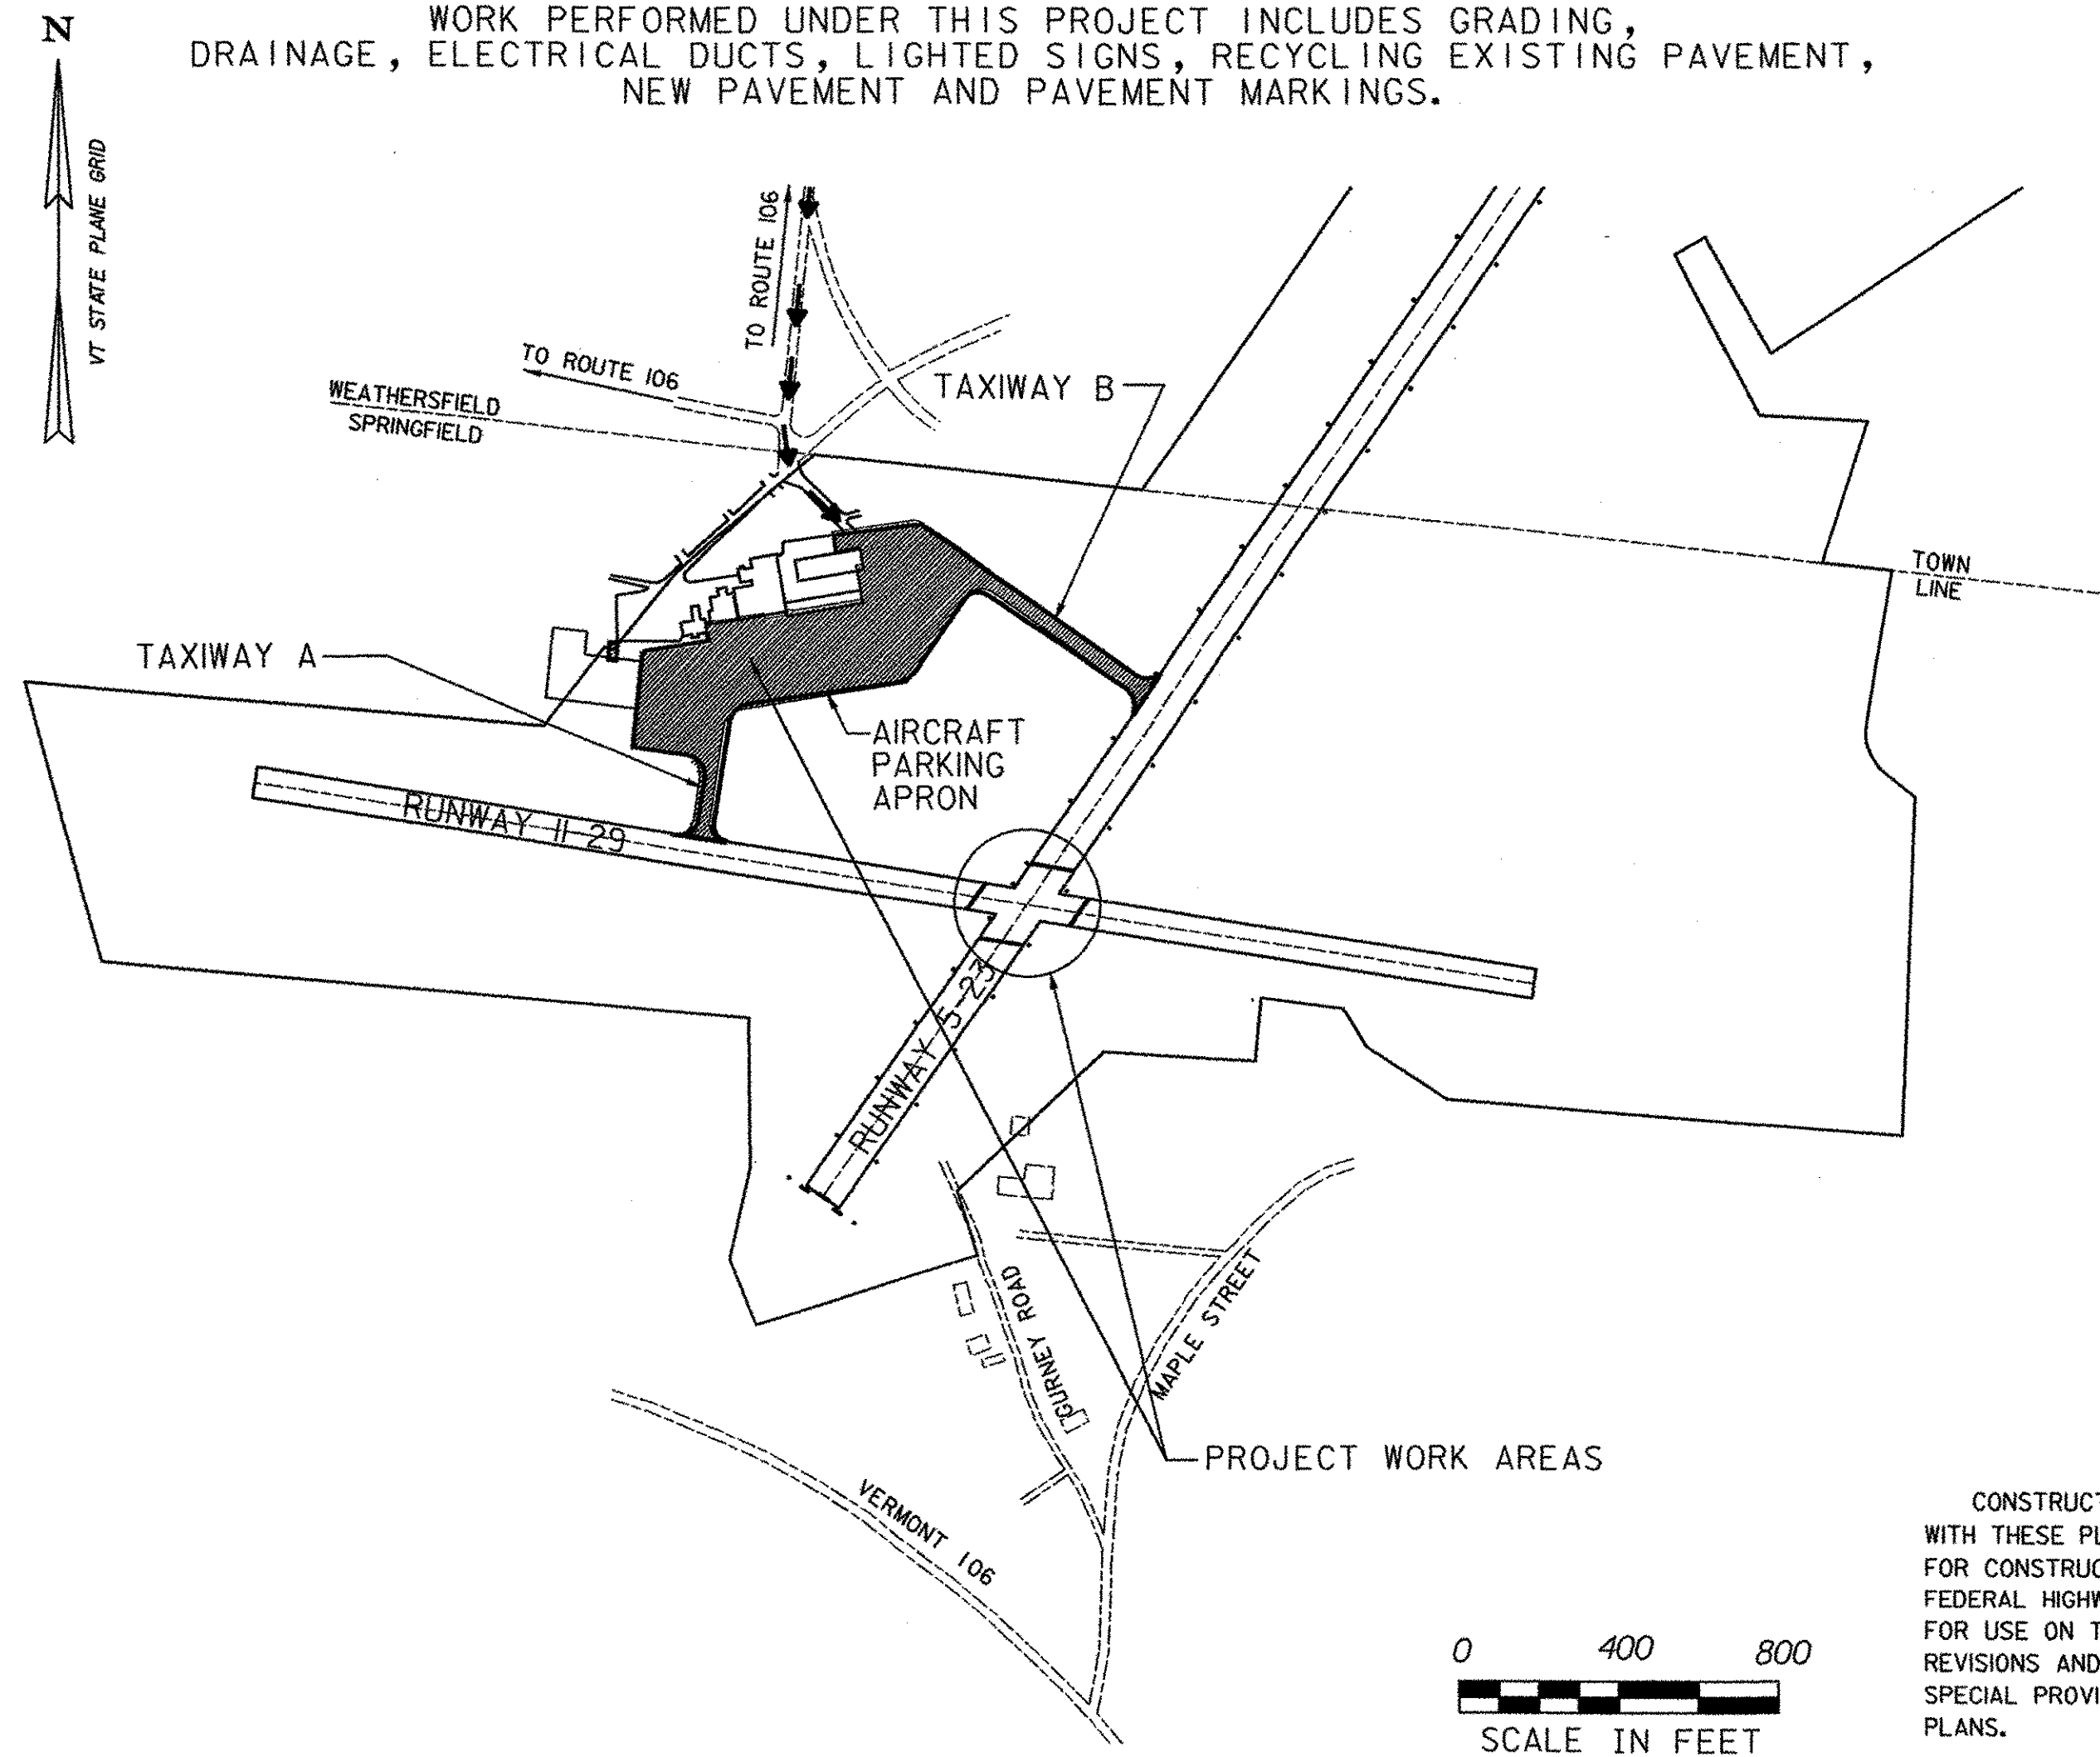 WORK PERFORMED UNDER THIS PROJECT INCLUDES GRADING,
DRAINAGE, ELECTRICAL DUCTS, LIGHTED SIGNS, RECYCLING EXISTING PAVEMENT,
NEW PAVEMENT AND PAVEMENT MARKINGS.
N
VT STATE PLANE GRID
TO ROUTE 106
TO ROUTE 106
WEATHERSFIELD
SPRINGFIELD
TAXIWAY B
TOWN
LINE
TAXIWAY A
AIRCRAFT
PARKING
APRON
RUNWAY 11 29
RUNWAY 5 23
GURNEY ROAD
MAPLE STREET
PROJECT WORK AREAS
VERMONT 106
0 400 800
SCALE IN FEET
CONSTRUCT
WITH THESE PL
FOR CONSTRUC
FEDERAL HIGHW
FOR USE ON T
REVISIONS AND
SPECIAL PROVI
PLANS.